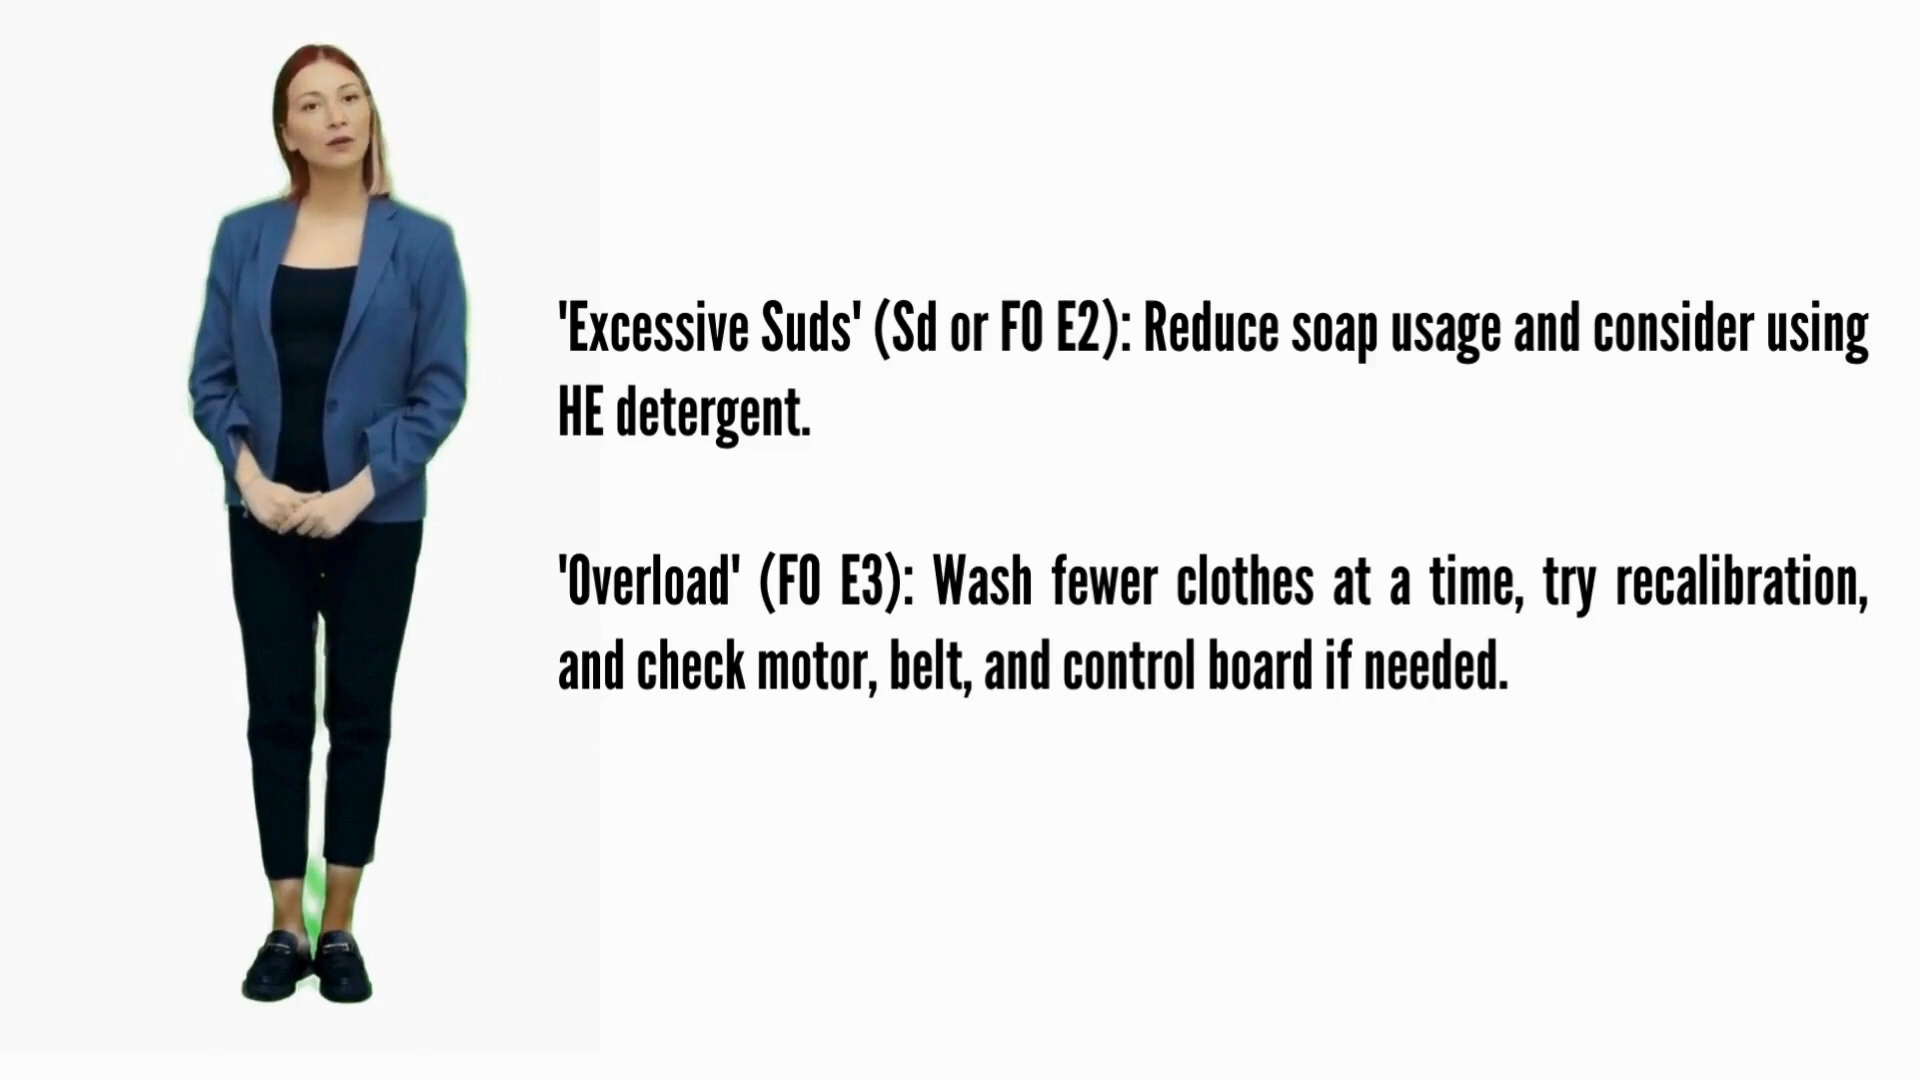 'Excessive Suds' (Sd or F0 E2): Reduce soap usage and consider using
HE detergent.
'Overload' (F0 E3): Wash fewer clothes at a time, try recalibration,
and check motor, belt, and control board if needed.